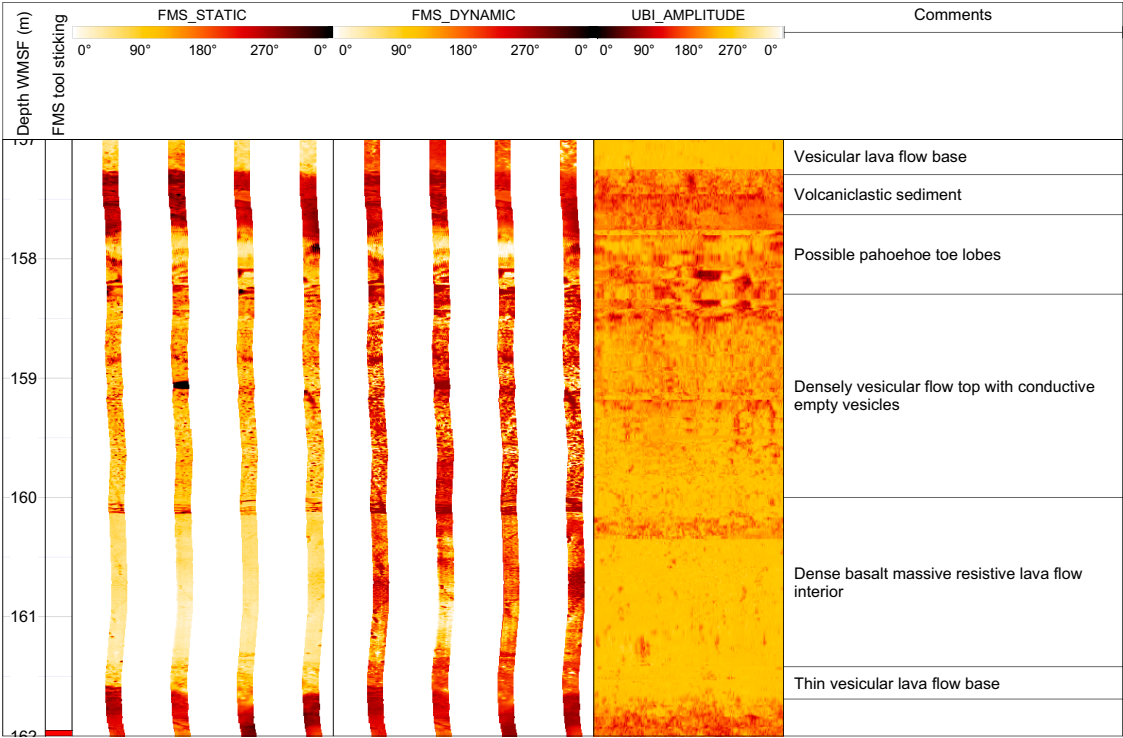 Depth WMSF (m)
FMS tool sticking
FMS_STATIC
FMS_DYNAMIC
UBI_AMPLITUDE
Comments
0° 90° 180° 270° 0°
0° 90° 180° 270° 0°
0° 90° 180° 270° 0°
157
Vesicular lava flow base
Volcaniclastic sediment
158
Possible pahoehoe toe lobes
159
Densely vesicular flow top with conductive
empty vesicles
160
Dense basalt massive resistive lava flow
interior
161
Thin vesicular lava flow base
162